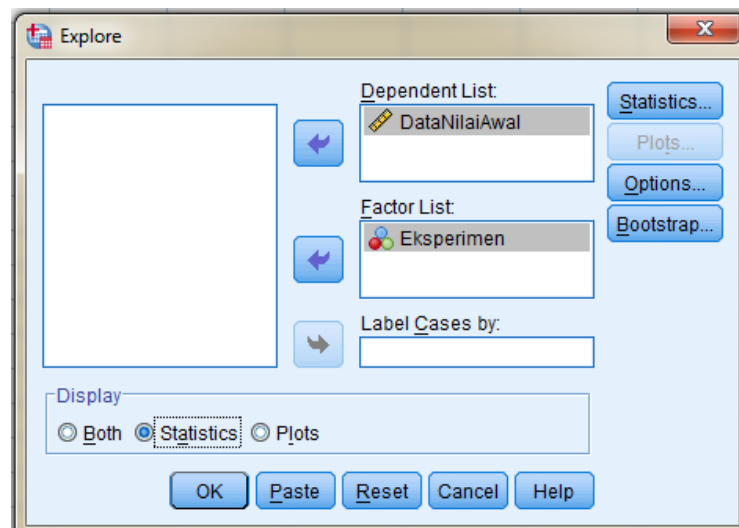 Explore
Dependent List:
DataNilaiAwal
Factor List:
Eksperimen
Label Cases by:
Statistics...
Plots...
Options...
Bootstrap...
Display
Both Statistics Plots
OK Paste Reset Cancel Help